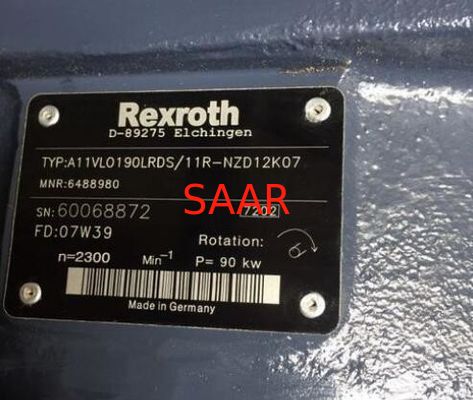 Rexroth
D-89275 Elchingen
TYP:A11VLO190LRDS/11R-NZD12K07
MNR:6488980
SN:60068872 7202
SAAR
FD:07W39
Rotation:
n=2300 Min⁻¹ P= 90 kw
Made in Germany